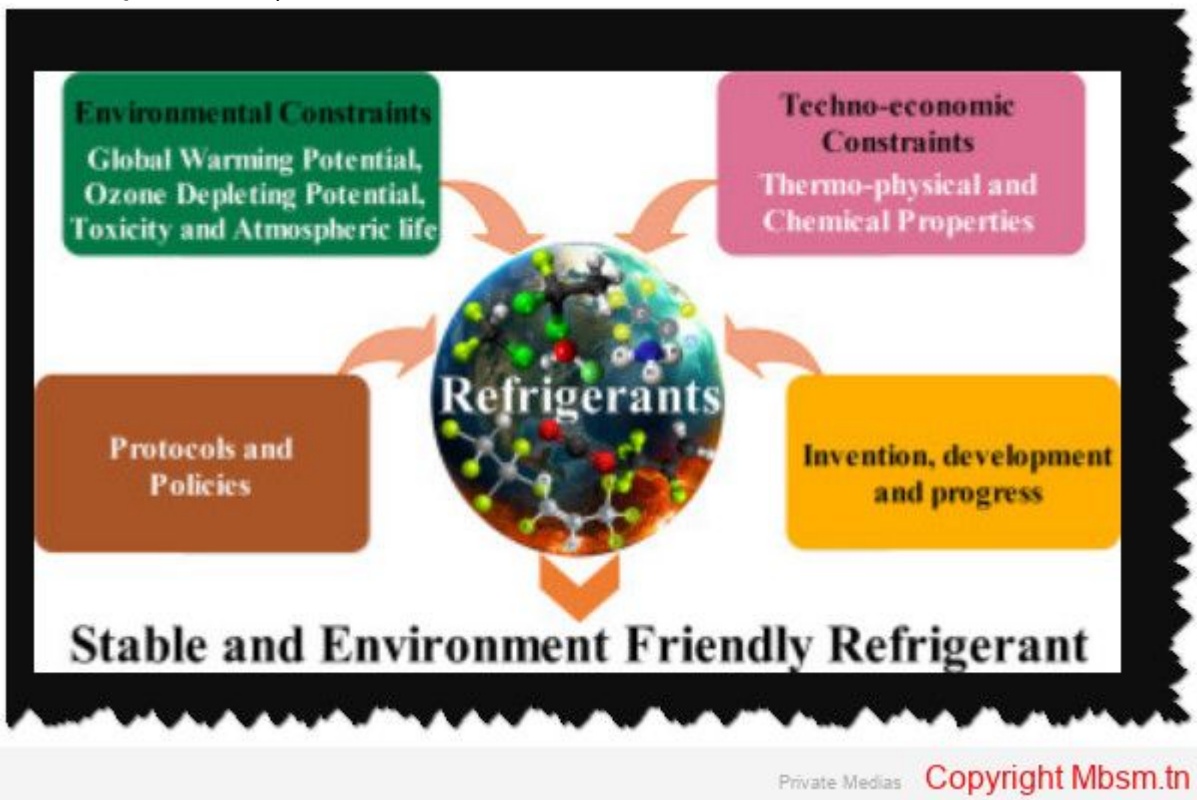 Environmental Constraints
Global Warming Potential,
Ozone Depleting Potential,
Toxicity and Atmospheric life
Techno-economic
Constraints
Thermo-physical and
Chemical Properties
Refrigerants
Protocols and
Policies
Invention, development
and progress
Stable and Environment Friendly Refrigerant
Private Medias
Copyright Mbsm.tn